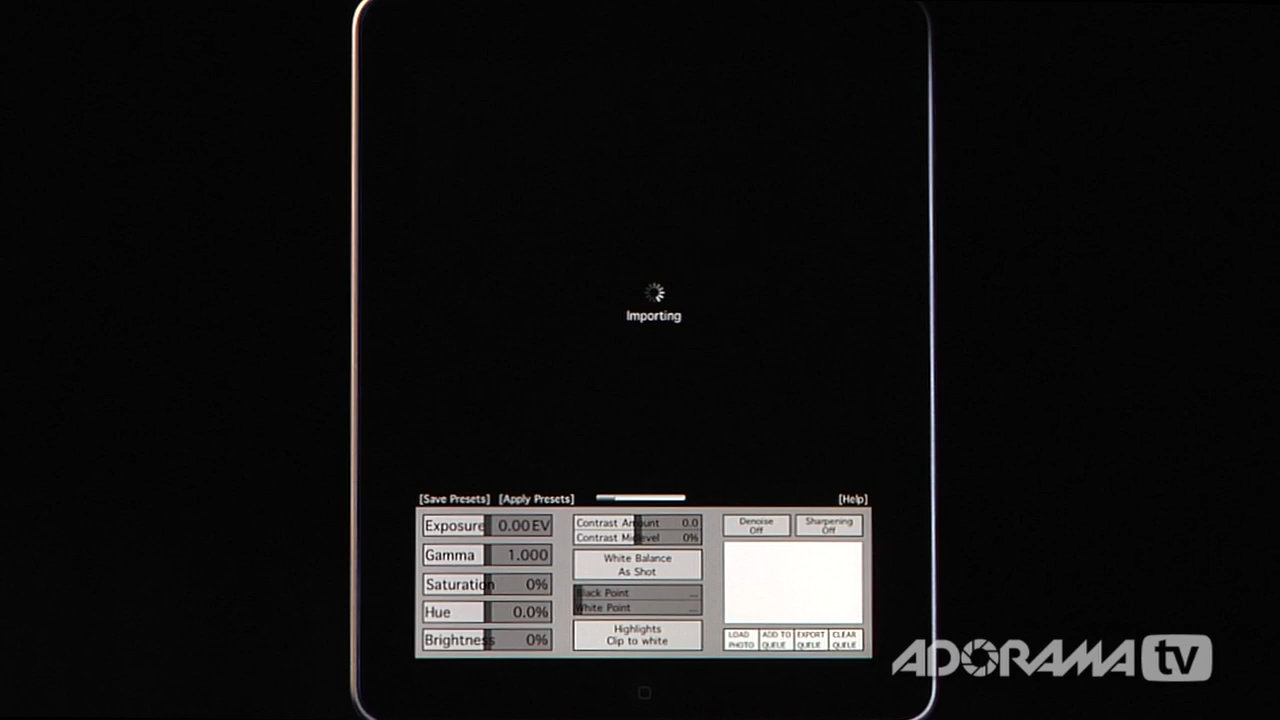 Importing
[Save Presets] [Apply Presets] [Help]
Exposure 0.00EV
Gamma 1.000
Saturation 0%
Hue 0.0%
Brightness 0%
Contrast Amount 0.0
Contrast Midlevel 0%
White Balance
As Shot
Black Point ...
White Point ...
Highlights
Clip to white
Denoise
Off
Sharpening
Off
LOAD
PHOTO
ADD TO
QUEUE
EXPORT
QUEUE
CLEAR
QUEUE
ADORAMA tv